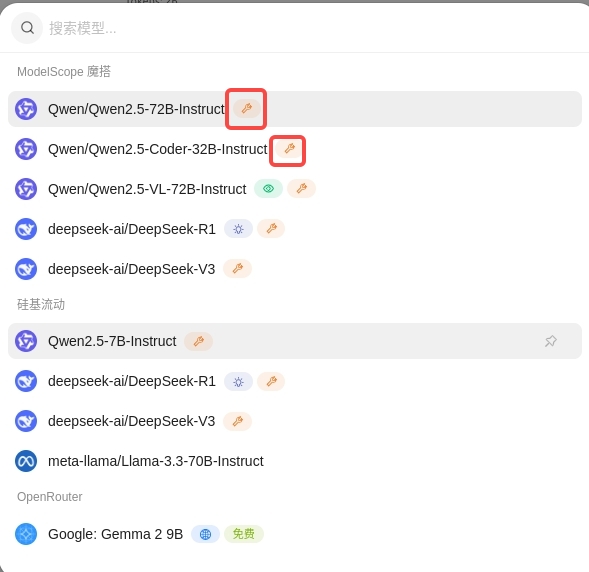 搜索模型...
ModelScope 魔搭
Qwen/Qwen2.5-72B-Instruct
Qwen/Qwen2.5-Coder-32B-Instruct
Qwen/Qwen2.5-VL-72B-Instruct
deepseek-ai/DeepSeek-R1
deepseek-ai/DeepSeek-V3
硅基流动
Qwen2.5-7B-Instruct
deepseek-ai/DeepSeek-R1
deepseek-ai/DeepSeek-V3
meta-llama/Llama-3.3-70B-Instruct
OpenRouter
Google: Gemma 2 9B 免费